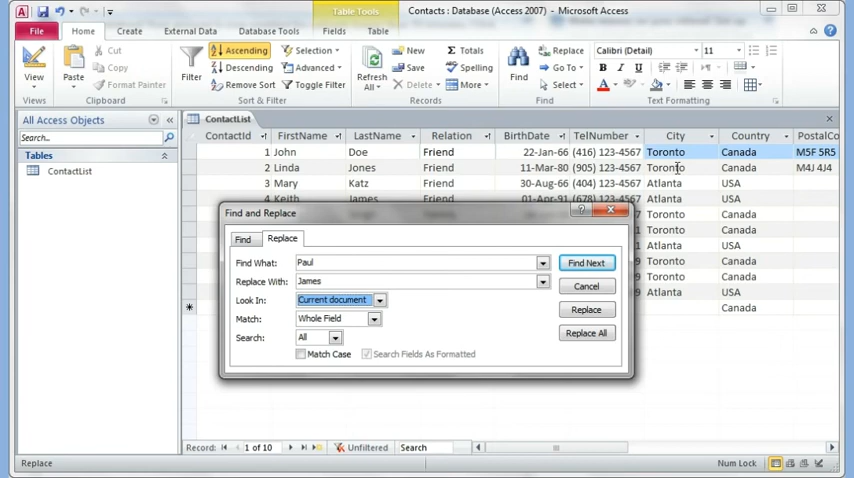 Table Tools
Contacts : Database (Access 2007) - Microsoft Access
File Home Create External Data Database Tools Fields Table
View
Views
Paste
Cut
Copy
Format Painter
Clipboard
Filter
Ascending
Descending
Remove Sort
Selection
Advanced
Toggle Filter
Sort & Filter
Refresh All
New
Save
Delete
Totals
Spelling
More
Records
Find
Replace
Go To
Select
Find
Calibri (Detail) 11
B I U
Text Formatting
All Access Objects
Search...
Tables
ContactList
ContactList
ContactId FirstName LastName Relation BirthDate TelNumber City Country PostalCo
1 John Doe Friend 22-Jan-66 (416) 123-4567 Toronto Canada M5F 5R5
2 Linda Jones Friend 11-Mar-80 (905) 123-4567 Toronto Canada M4J 4J4
3 Mary Katz Friend 30-Aug-66 (404) 123-4567 Atlanta USA
4 Keith James Friend 01-Apr-91 (678) 123-4567 Atlanta USA
Toronto Canada
Toronto Canada
Atlanta USA
Toronto Canada
Toronto Canada
Atlanta USA
Canada
Find and Replace
Find Replace
Find What: Paul Find Next
Replace With: James Cancel
Look In: Current document
Match: Whole Field Replace
Search: All Replace All
Match Case Search Fields As Formatted
Record: 1 of 10 Unfiltered Search
Replace
Num Lock